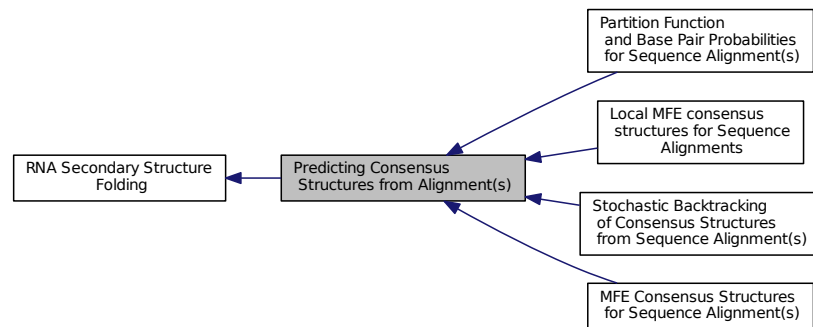 Partition Function
and Base Pair Probabilities
for Sequence Alignment(s)
Local MFE consensus
structures for Sequence
Alignments
RNA Secondary Structure
Folding
Predicting Consensus
Structures from Alignment(s)
Stochastic Backtracking
of Consensus Structures
from Sequence Alignment(s)
MFE Consensus Structures
for Sequence Alignment(s)